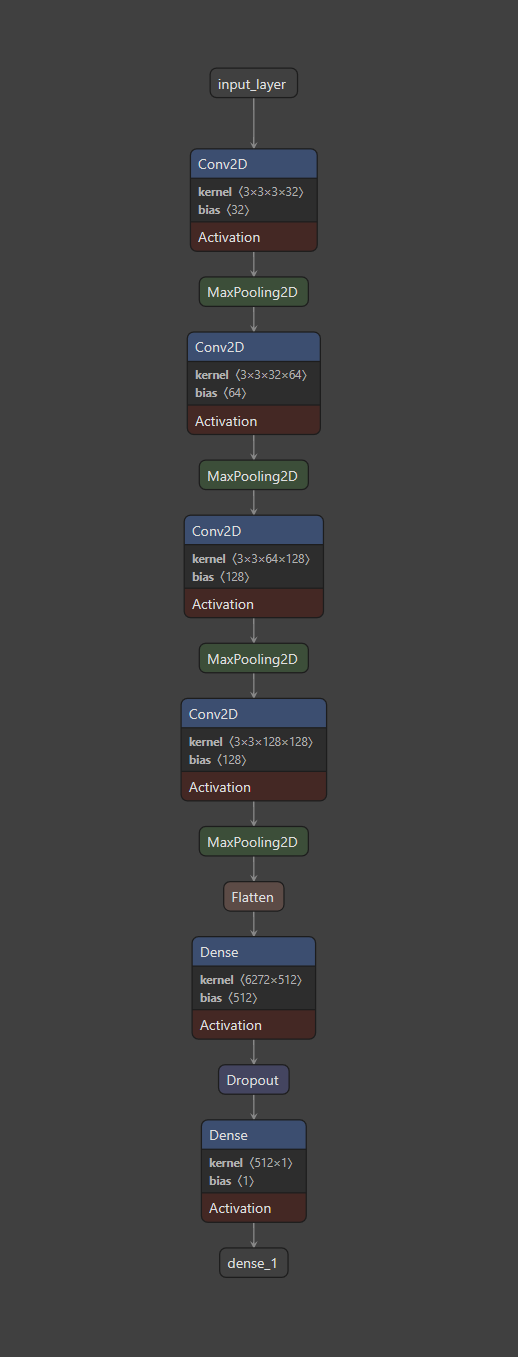 input_layer
Conv2D
kernel 〈3×3×3×32〉
bias 〈32〉
Activation
MaxPooling2D
Conv2D
kernel 〈3×3×32×64〉
bias 〈64〉
Activation
MaxPooling2D
Conv2D
kernel 〈3×3×64×128〉
bias 〈128〉
Activation
MaxPooling2D
Conv2D
kernel 〈3×3×128×128〉
bias 〈128〉
Activation
MaxPooling2D
Flatten
Dense
kernel 〈6272×512〉
bias 〈512〉
Activation
Dropout
Dense
kernel 〈512×1〉
bias 〈1〉
Activation
dense_1